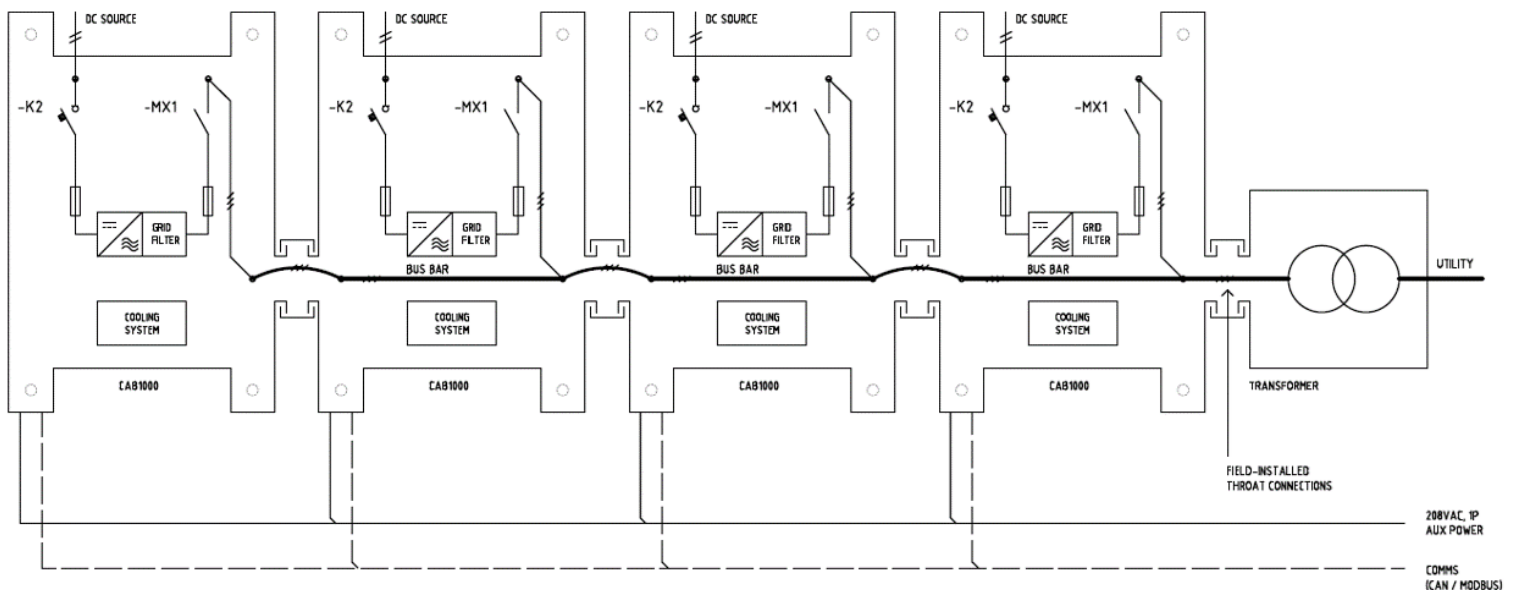 DC SOURCE
DC SOURCE
DC SOURCE
DC SOURCE
-K2
-MX1
-K2
-MX1
-K2
-MX1
-K2
-MX1
GRID
FILTER
GRID
FILTER
GRID
FILTER
GRID
FILTER
BUS BAR
BUS BAR
BUS BAR
UTILITY
COOLING
SYSTEM
COOLING
SYSTEM
COOLING
SYSTEM
COOLING
SYSTEM
CAB1000
CAB1000
CAB1000
CAB1000
TRANSFORMER
FIELD-INSTALLED
THROAT CONNECTIONS
208VAC, 1P
AUX POWER
COMMS
(CAN / MODBUS)